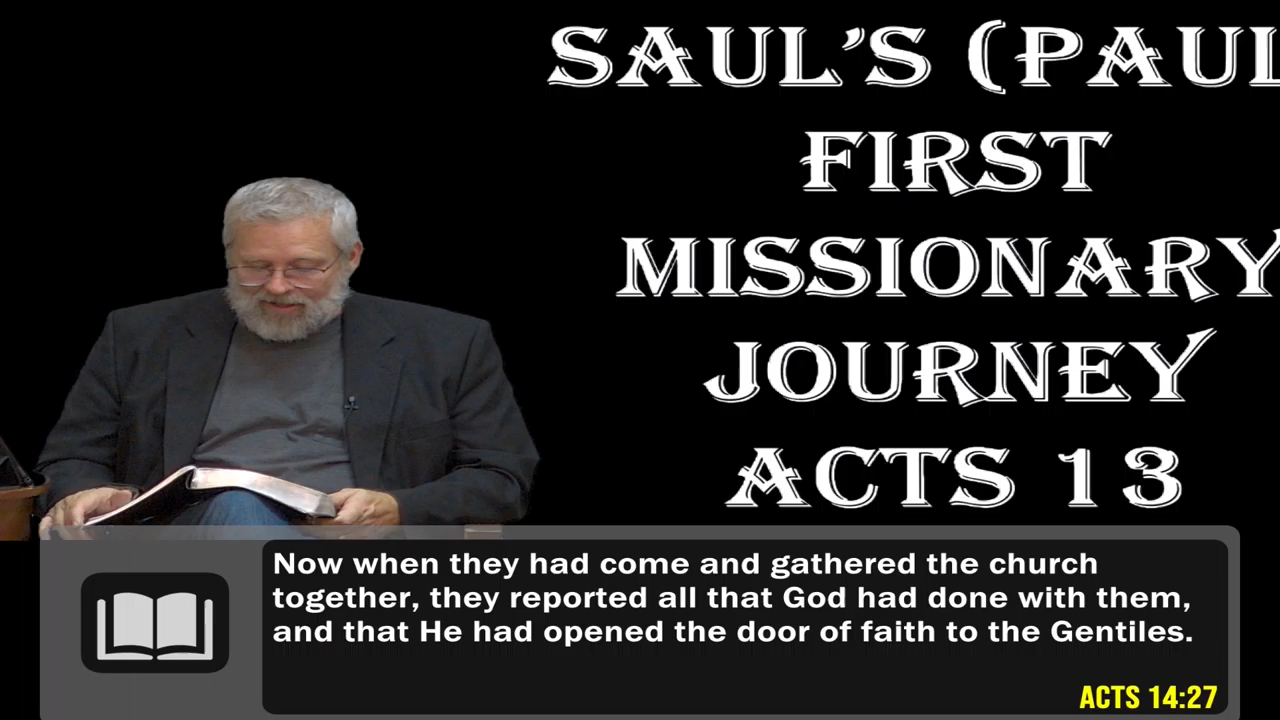 SAUL'S (PAUL
FIRST
MISSIONARY
JOURNEY
ACTS 13
Now when they had come and gathered the church
together, they reported all that God had done with them,
and that He had opened the door of faith to the Gentiles.
ACTS 14:27